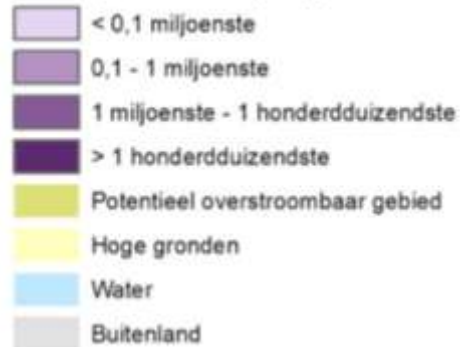 < 0,1 miljoenste
0,1 - 1 miljoenste
1 miljoenste - 1 honderdduizendste
> 1 honderdduizendste
Potentieel overstroombaar gebied
Hoge gronden
Water
Buitenland